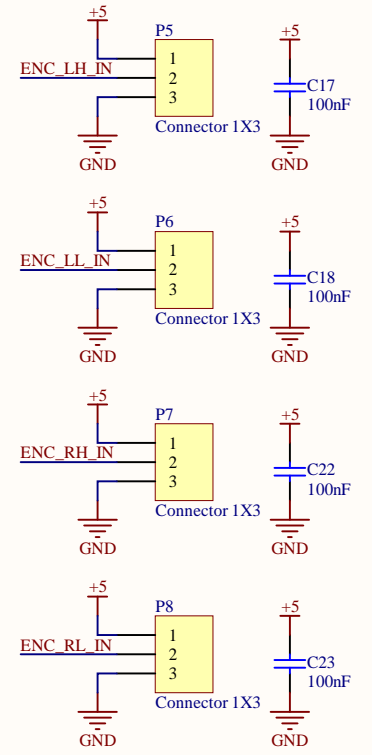 +5
P5
+5
1
ENC_LH_IN
2
C17
3
100nF
Connector 1X3
GND
GND
+5
P6
+5
1
ENC_LL_IN
2
C18
3
100nF
Connector 1X3
GND
GND
+5
P7
+5
1
ENC_RH_IN
2
C22
3
100nF
Connector 1X3
GND
GND
+5
P8
+5
1
ENC_RL_IN
2
C23
3
100nF
Connector 1X3
GND
GND